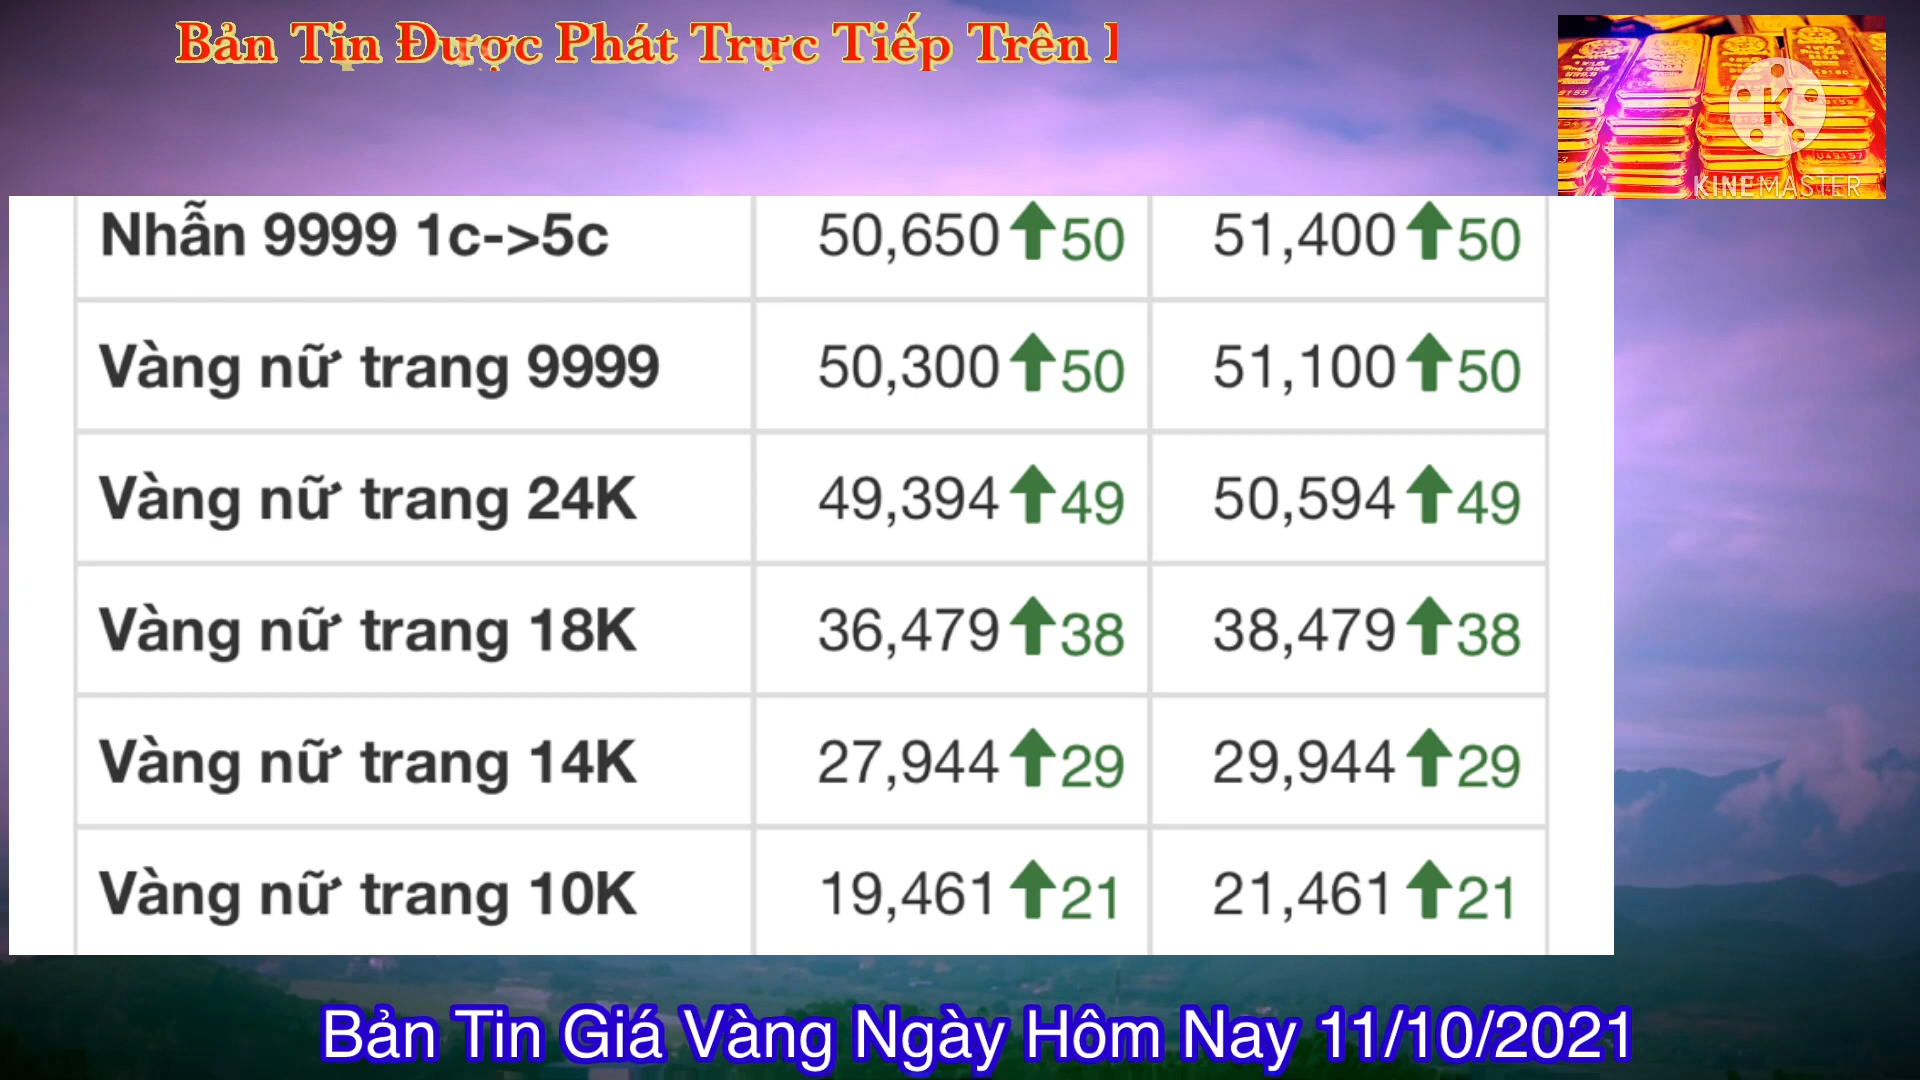 Bản Tin Được Phát Trực Tiếp Trên
KINEMASTER
Nhẫn 9999 1c->5c 50,650 50 51,400 50
Vàng nữ trang 9999 50,300 50 51,100 50
Vàng nữ trang 24K 49,394 49 50,594 49
Vàng nữ trang 18K 36,479 38 38,479 38
Vàng nữ trang 14K 27,944 29 29,944 29
Vàng nữ trang 10K 19,461 21 21,461 21
Bản Tin Giá Vàng Ngày Hôm Nay 11/10/2021